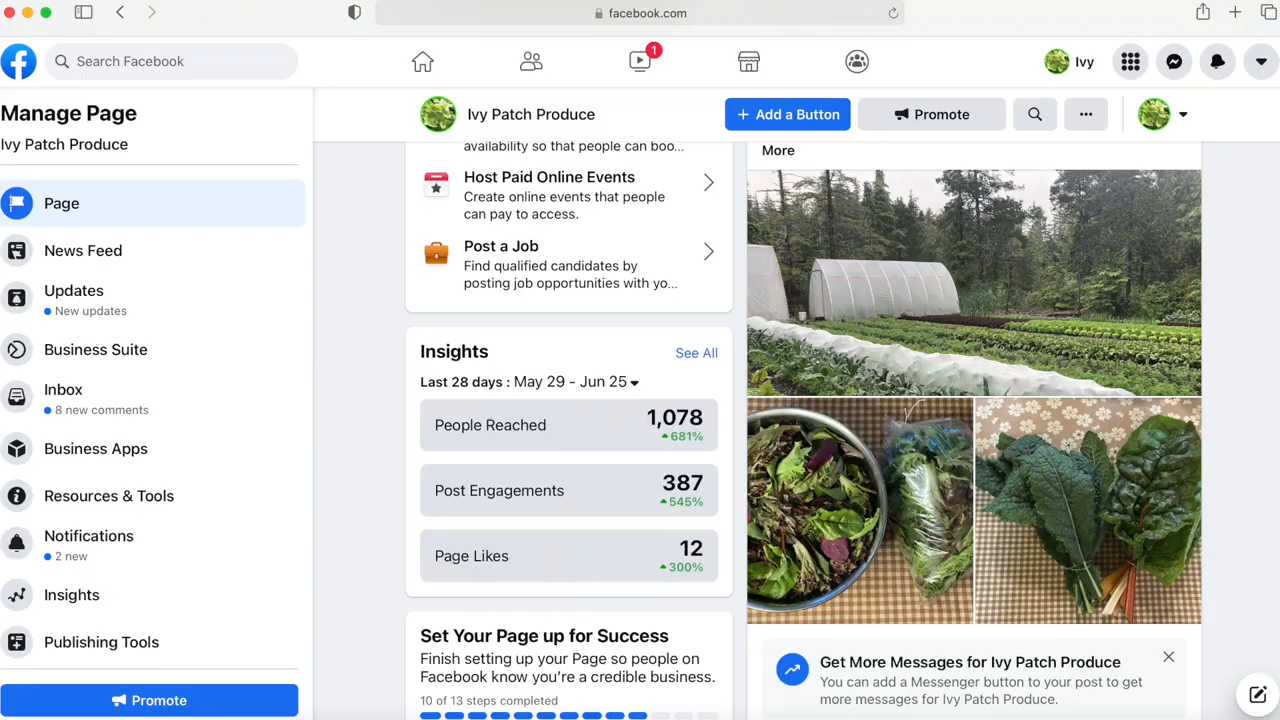 facebook.com
Search Facebook
1
Ivy
Manage Page
Ivy Patch Produce
Page
News Feed
Updates
New updates
Business Suite
Inbox
8 new comments
Business Apps
Resources & Tools
Notifications
2 new
Insights
Publishing Tools
Promote
Ivy Patch Produce
+ Add a Button
Promote
availability so that people can boo...
Host Paid Online Events
Create online events that people
can pay to access.
Post a Job
Find qualified candidates by
posting job opportunities with yo...
Insights
See All
Last 28 days : May 29 - Jun 25
People Reached
1,078
681%
Post Engagements
387
545%
Page Likes
12
300%
Set Your Page up for Success
Finish setting up your Page so people on
Facebook know you're a credible business.
10 of 13 steps completed
More
Get More Messages for Ivy Patch Produce
You can add a Messenger button to your post to get
more messages for Ivy Patch Produce.